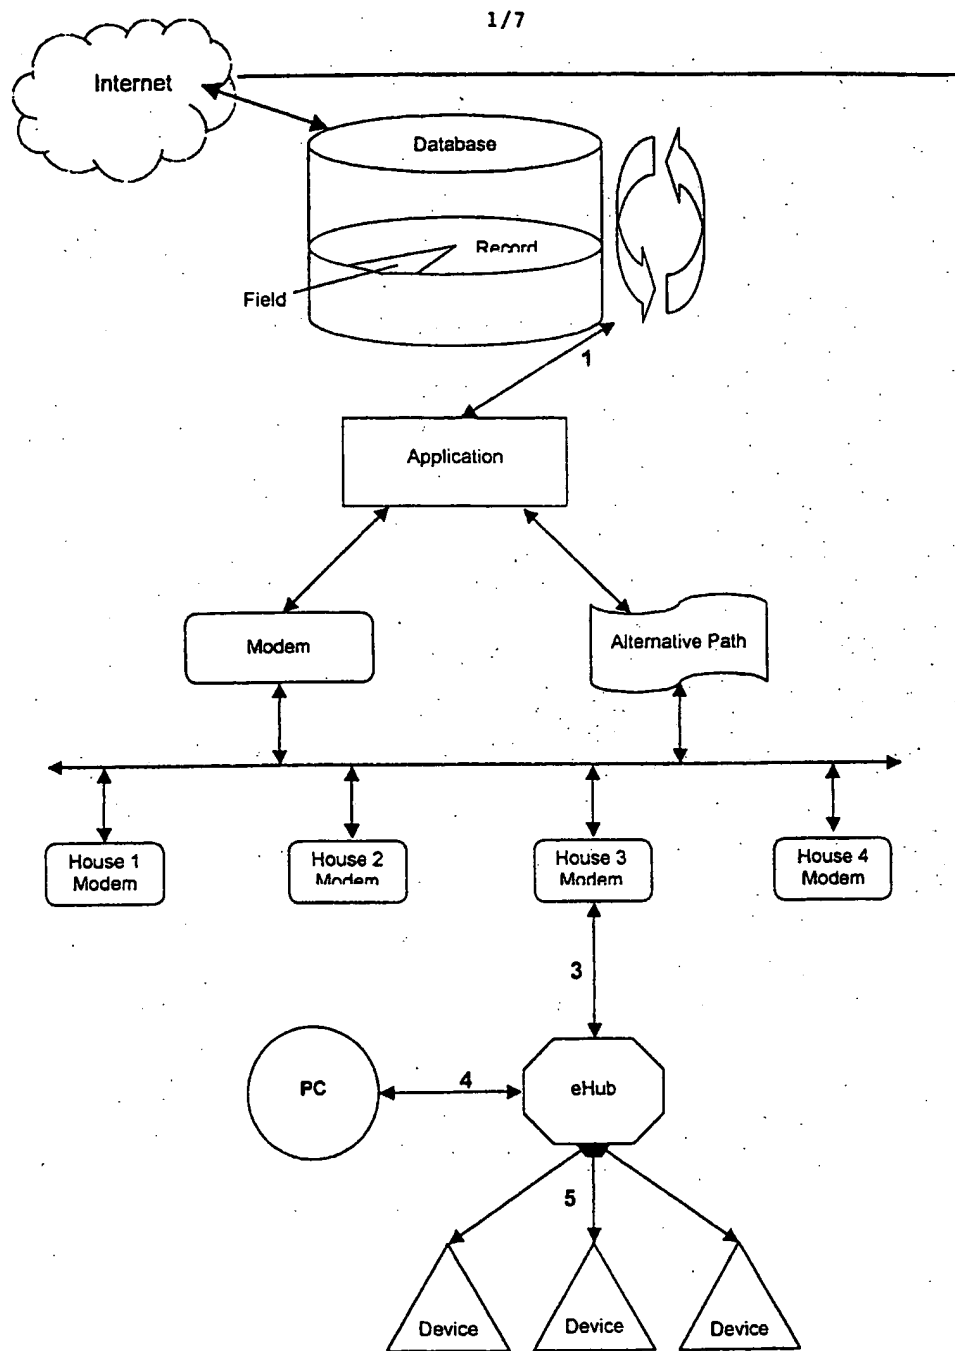 1/7
Internet
Database
Record
Field
1
Application
Modem
Alternative Path
House 1
Modem
House 2
Modem
House 3
Modem
House 4
Modem
3
PC
4
eHub
5
Device
Device
Device